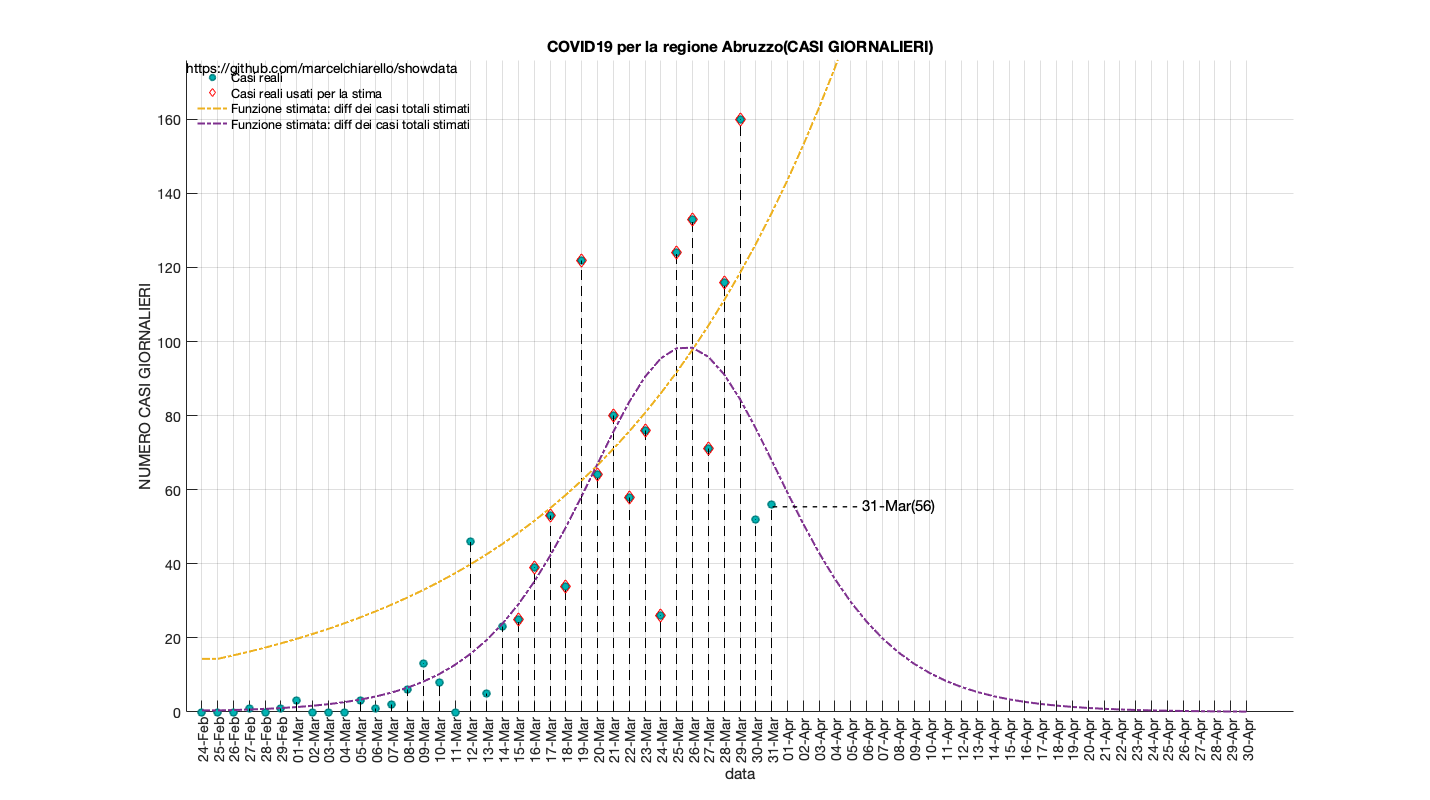 COVID19 per la regione Abruzzo(CASI GIORNALIERI)
https://github.com/marcelchiarello/showdata
Casi reali
Casi reali usati per la stima
Funzione stimata: diff dei casi totali stimati
Funzione stimata: diff dei casi totali stimati
NUMERO CASI GIORNALIERI
160
140
120
100
80
60
40
20
0
31-Mar(56)
24-Feb
25-Feb
26-Feb
27-Feb
28-Feb
29-Feb
01-Mar
02-Mar
03-Mar
04-Mar
05-Mar
06-Mar
07-Mar
08-Mar
09-Mar
10-Mar
11-Mar
12-Mar
13-Mar
14-Mar
15-Mar
16-Mar
17-Mar
18-Mar
19-Mar
20-Mar
21-Mar
22-Mar
23-Mar
24-Mar
25-Mar
26-Mar
27-Mar
28-Mar
29-Mar
30-Mar
31-Mar
01-Apr
02-Apr
03-Apr
04-Apr
05-Apr
06-Apr
07-Apr
08-Apr
09-Apr
10-Apr
11-Apr
12-Apr
13-Apr
14-Apr
15-Apr
16-Apr
17-Apr
18-Apr
19-Apr
20-Apr
21-Apr
22-Apr
23-Apr
24-Apr
25-Apr
26-Apr
27-Apr
28-Apr
29-Apr
30-Apr
data